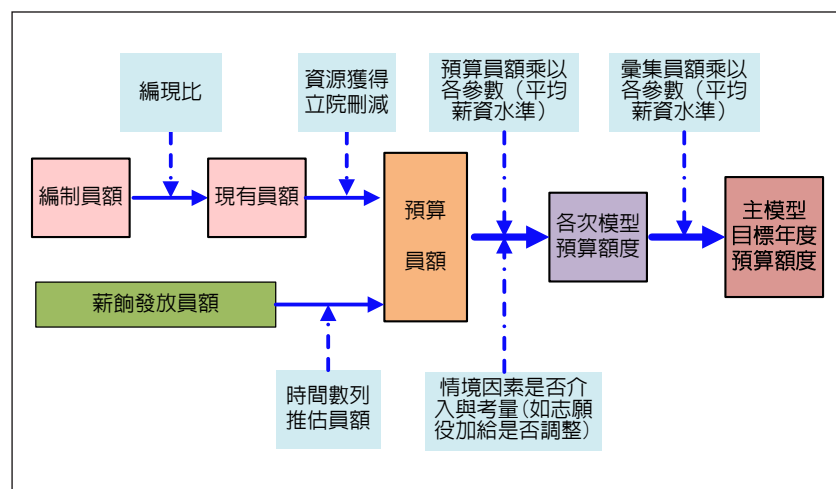 編現比
資源獲得
立院刪減
預算員額乘以
各參數（平均
薪資水準）
彙集員額乘以
各參數（平均
薪資水準）
編制員額
現有員額
預算
員額
各次模型
預算額度
主模型
目標年度
預算額度
薪餉發放員額
時間數列
推估員額
情境因素是否介
入與考量(如志願
役加給是否調整)